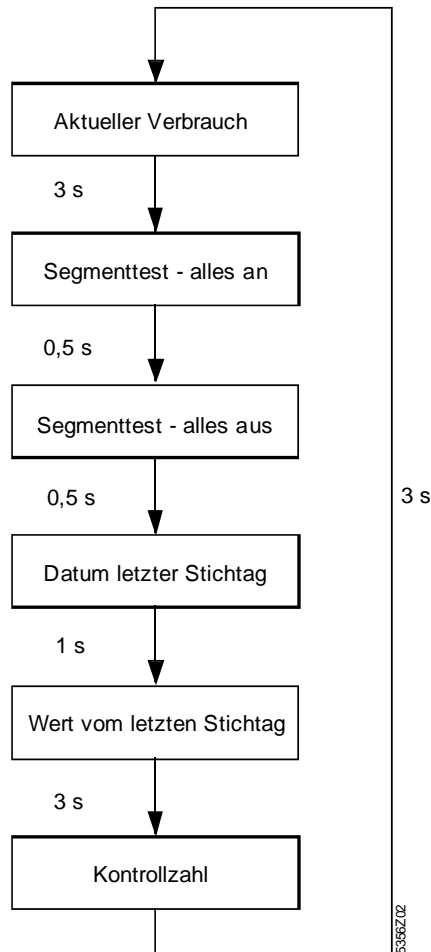 Aktueller Verbrauch
3 s
Segmenttest - alles an
0,5 s
Segmenttest - alles aus
0,5 s
3 s
Datum letzter Stichtag
1 s
Wert vom letzten Stichtag
3 s
Kontrollzahl
5356Z02